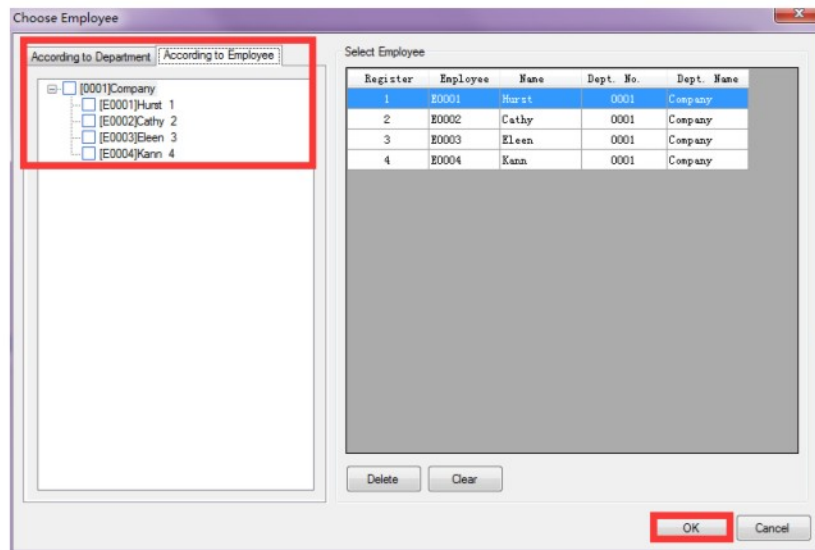 Choose Employee
According to Department According to Employee
[0001]Company
[E0001]Hurst 1
[E0002]Cathy 2
[E0003]Eleen 3
[E0004]Kann 4
Select Employee
Register Employee Name Dept. No. Dept. Name
1 E0001 Hurst 0001 Company
2 E0002 Cathy 0001 Company
3 E0003 Eleen 0001 Company
4 E0004 Kann 0001 Company
Delete Clear
OK Cancel